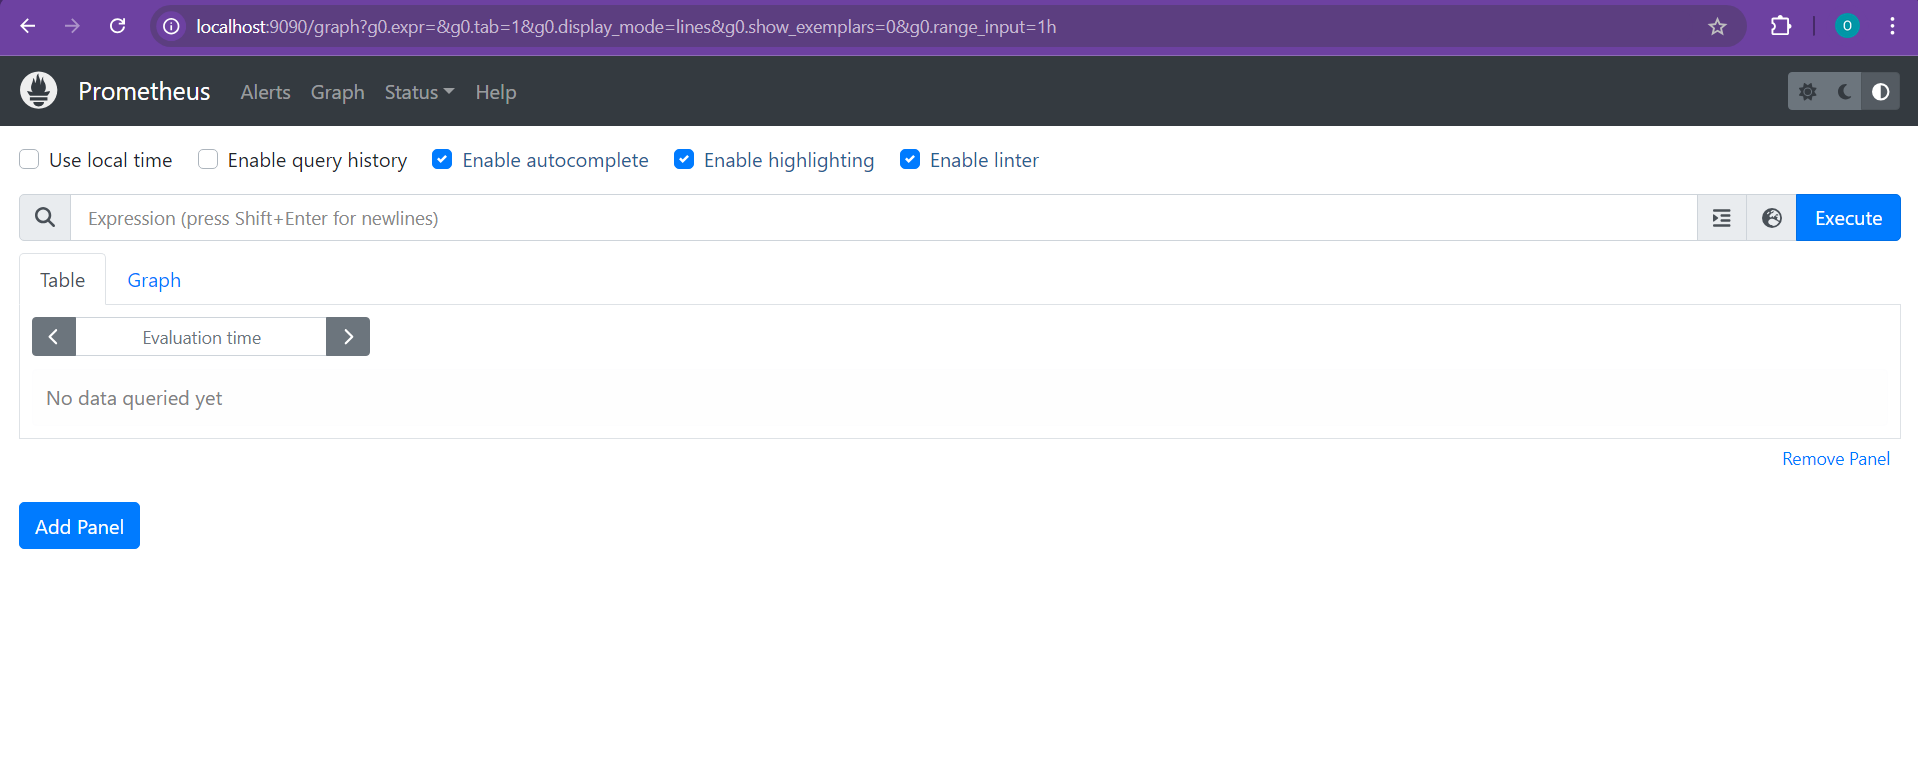 localhost:9090/graph?g0.expr=&g0.tab=1&g0.display_mode=lines&g0.show_exemplars=0&g0.range_input=1h
O
Prometheus Alerts Graph Status Help
Use local time Enable query history Enable autocomplete Enable highlighting Enable linter
Expression (press Shift+Enter for newlines) Execute
Table Graph
Evaluation time
No data queried yet
Remove Panel
Add Panel